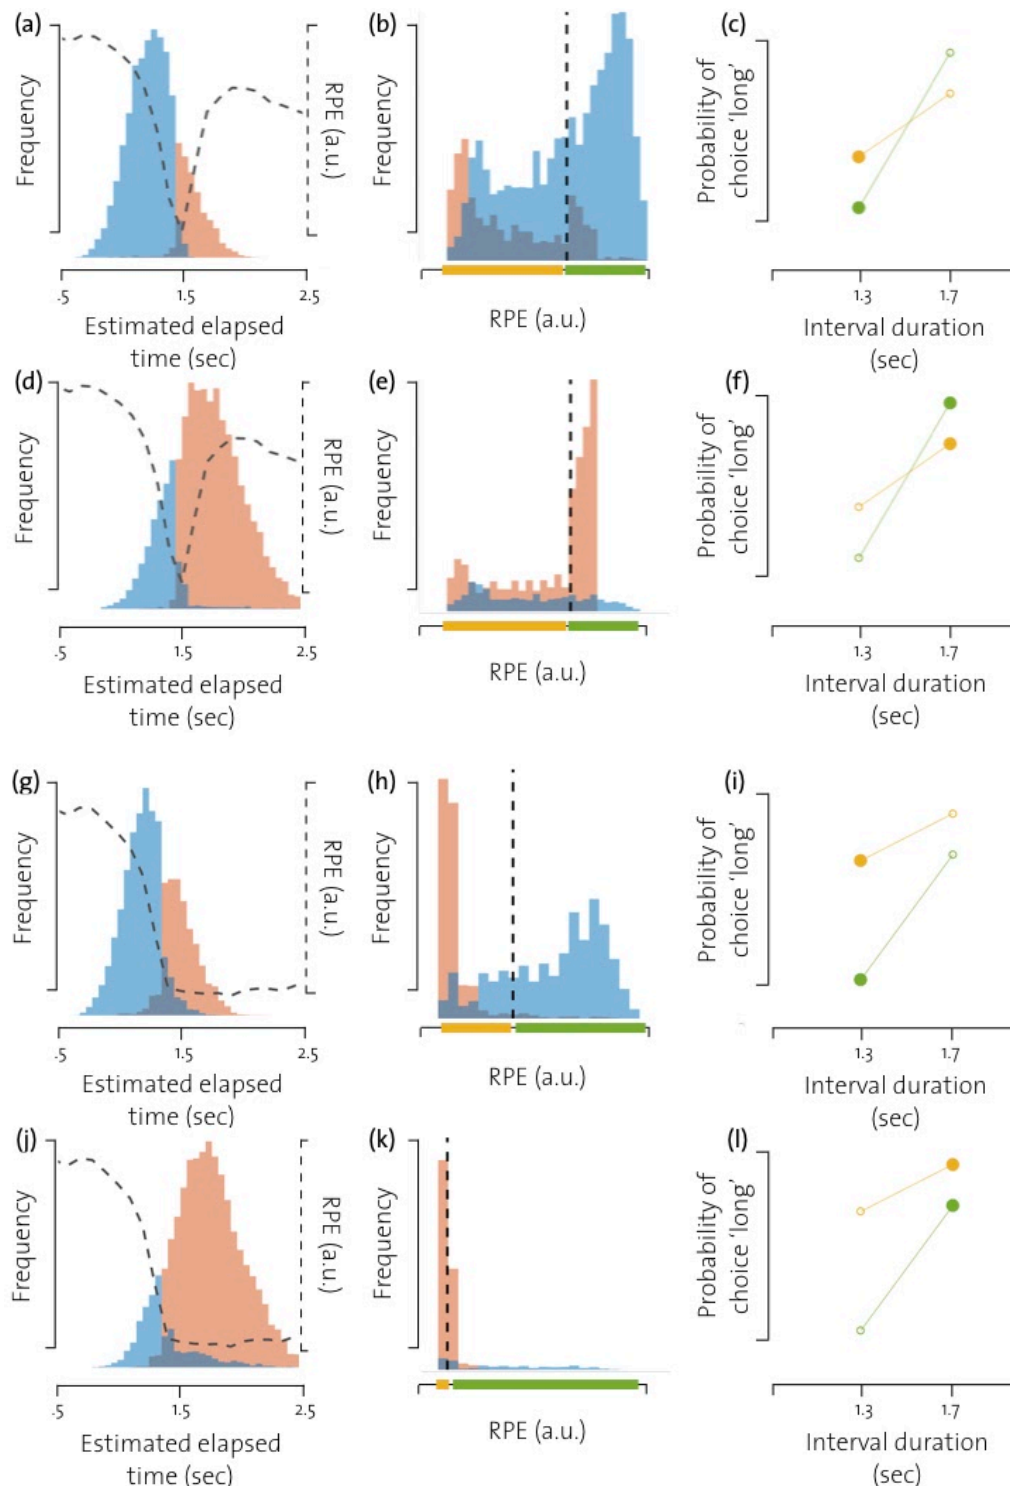 (a)
Frequency
RPE (a.u.)
.5
1.5
2.5
Estimated elapsed
time (sec)
(b)
Frequency
RPE (a.u.)
(c)
Probability of
choice ‘long’
1.3
1.7
Interval duration
(sec)
(d)
Frequency
RPE (a.u.)
.5
1.5
2.5
Estimated elapsed
time (sec)
(e)
Frequency
RPE (a.u.)
(f)
Probability of
choice ‘long’
1.3
1.7
Interval duration
(sec)
(g)
Frequency
RPE (a.u.)
.5
1.5
2.5
Estimated elapsed
time (sec)
(h)
Frequency
RPE (a.u.)
(i)
Probability of
choice ‘long’
1.3
1.7
Interval duration
(sec)
(j)
Frequency
RPE (a.u.)
.5
1.5
2.5
Estimated elapsed
time (sec)
(k)
Frequency
RPE (a.u.)
(l)
Probability of
choice ‘long’
1.3
1.7
Interval duration
(sec)